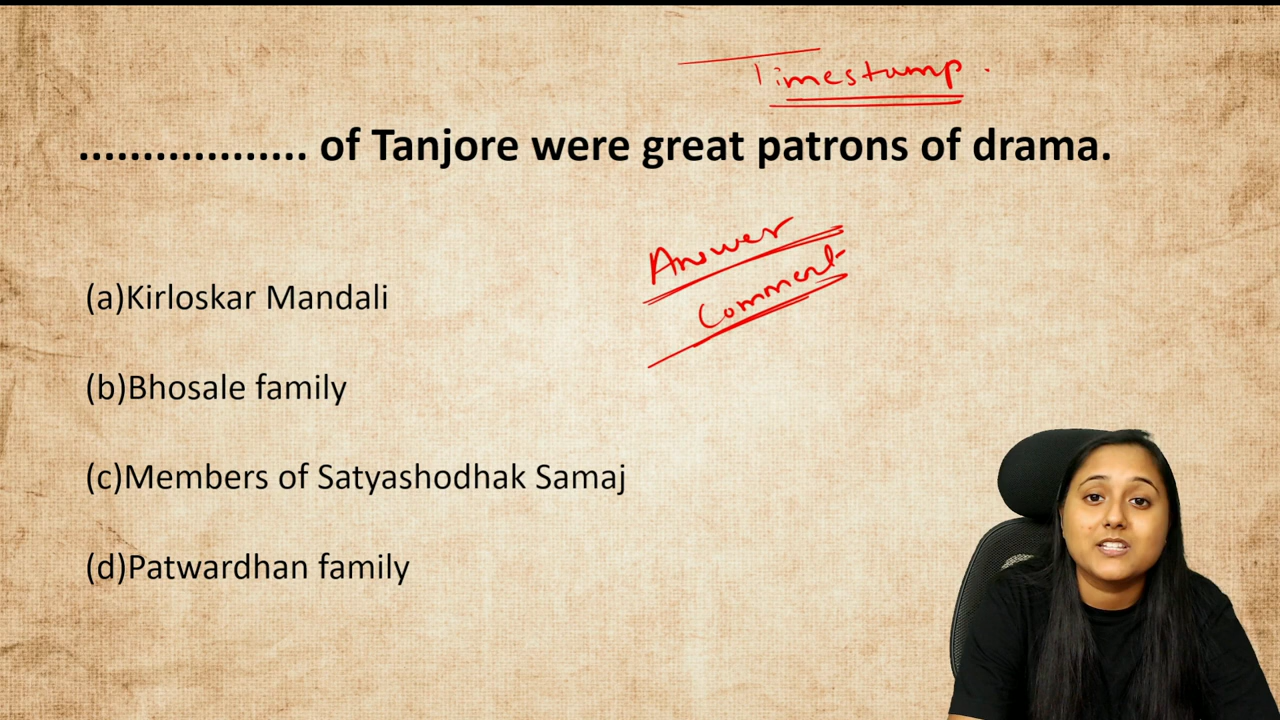 Timestamp.
.................. of Tanjore were great patrons of drama.
Answer
Comment
(a)Kirloskar Mandali
(b)Bhosale family
(c)Members of Satyashodhak Samaj
(d)Patwardhan family